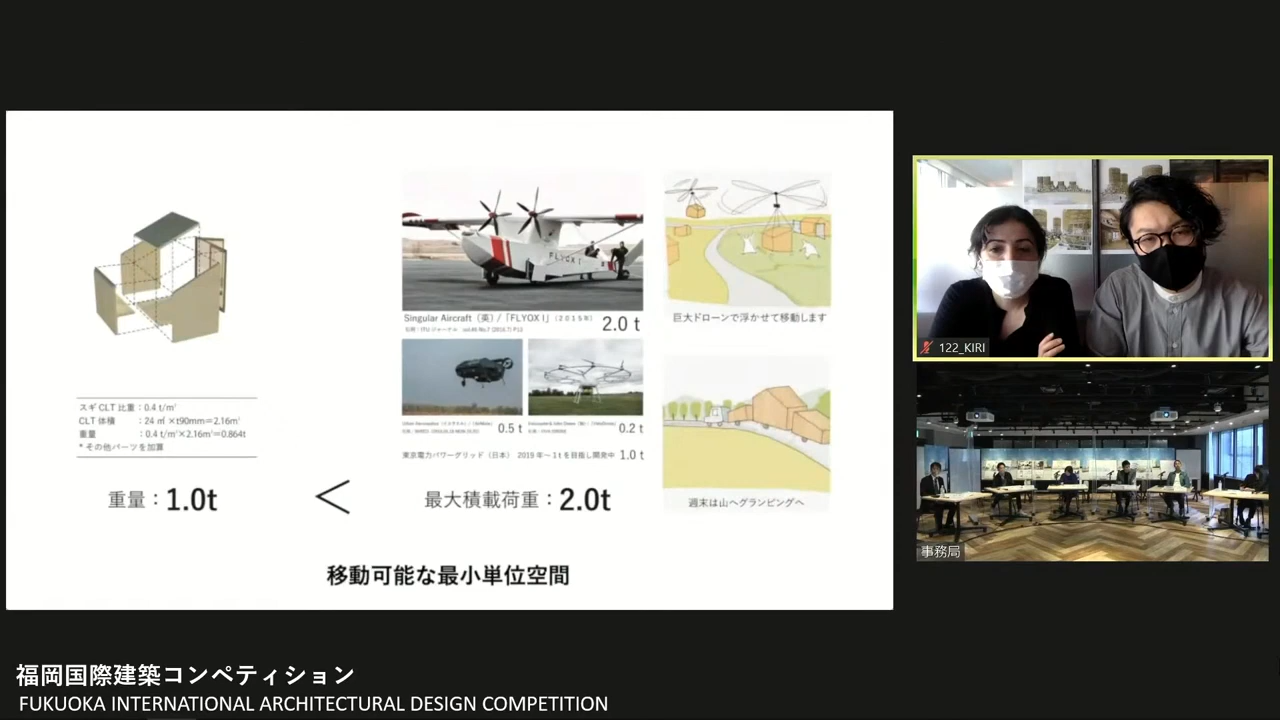 スギ CLT 比重：0.4 t/m³
CLT 体積　：24 ㎡ ×t90mm＝2.16m³
重量　　　：0.4 t/m³×2.16m³＝0.864t
* その他パーツを加算
重量：1.0t
<
FLYOX I
Singular Aircraft（英）/「FLYOX I」（２０１５年）
2.0 t
0.5 t
0.2 t
東京電力パワーグリッド（日本） 2019 年〜 1 t を目指し開発中 1.0 t
最大積載荷重：2.0t
巨大ドローンで浮かせて移動します
週末は山へグランピングへ
移動可能な最小単位空間
122_KIRI
事務局
福岡国際建築コンペティション
FUKUOKA INTERNATIONAL ARCHITECTURAL DESIGN COMPETITION